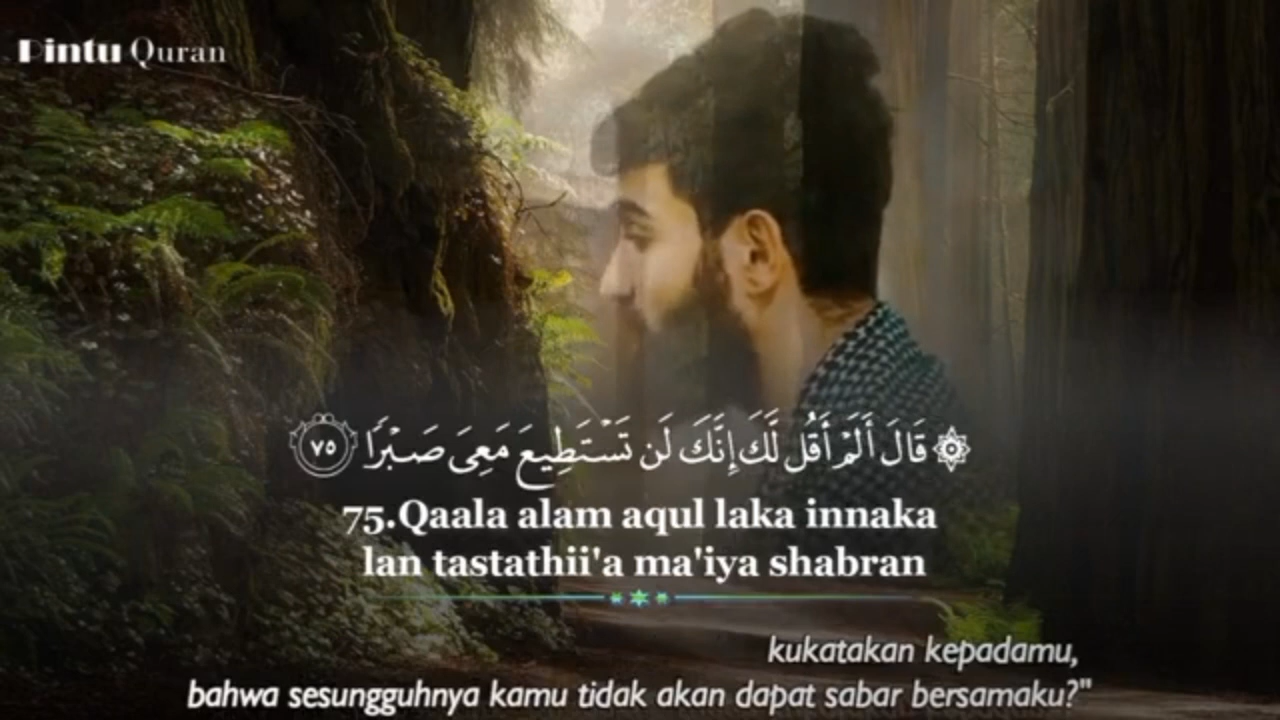 Pintu Quran
۞ قَالَ أَلَمْ أَقُل لَّكَ إِنَّكَ لَن تَسْتَطِيعَ مَعِىَ صَبْرًا ٧٥
75.Qaala alam aqul laka innaka
lan tastathii'a ma'iya shabran
kukatakan kepadamu,
bahwa sesungguhnya kamu tidak akan dapat sabar bersamaku?"